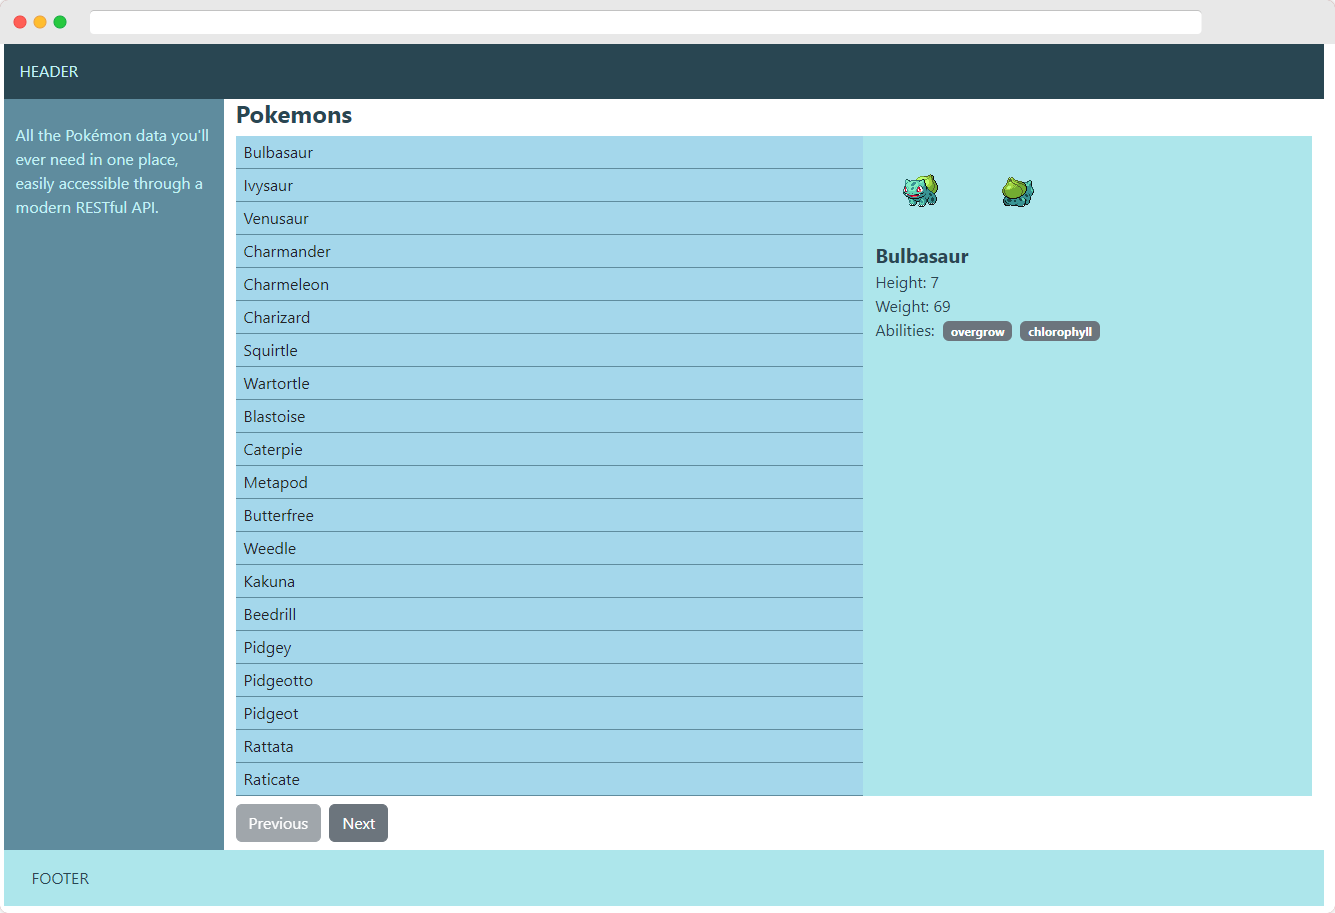 HEADER
All the Pokémon data you'll
ever need in one place,
easily accessible through a
modern RESTful API.
Pokemons
Bulbasaur
Ivysaur
Venusaur
Charmander
Charmeleon
Charizard
Squirtle
Wartortle
Blastoise
Caterpie
Metapod
Butterfree
Weedle
Kakuna
Beedrill
Pidgey
Pidgeotto
Pidgeot
Rattata
Raticate
Bulbasaur
Height: 7
Weight: 69
Abilities: overgrow chlorophyll
Previous Next
FOOTER